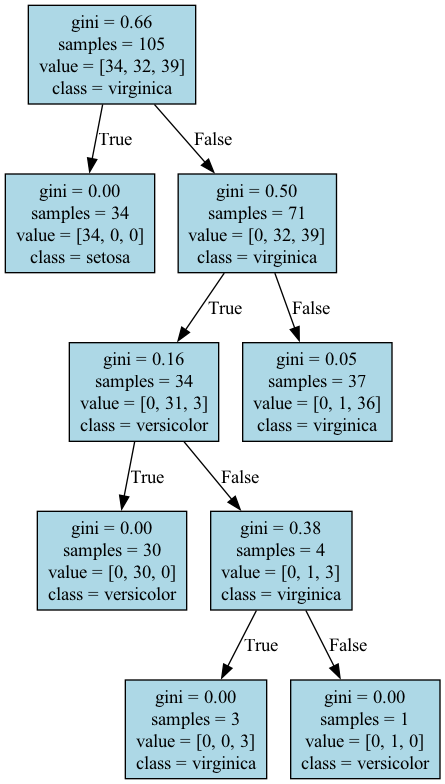 gini = 0.66
samples = 105
value = [34, 32, 39]
class = virginica
True
False
gini = 0.00
samples = 34
value = [34, 0, 0]
class = setosa
gini = 0.50
samples = 71
value = [0, 32, 39]
class = virginica
True
False
gini = 0.16
samples = 34
value = [0, 31, 3]
class = versicolor
gini = 0.05
samples = 37
value = [0, 1, 36]
class = virginica
True
False
gini = 0.00
samples = 30
value = [0, 30, 0]
class = versicolor
gini = 0.38
samples = 4
value = [0, 1, 3]
class = virginica
True
False
gini = 0.00
samples = 3
value = [0, 0, 3]
class = virginica
gini = 0.00
samples = 1
value = [0, 1, 0]
class = versicolor